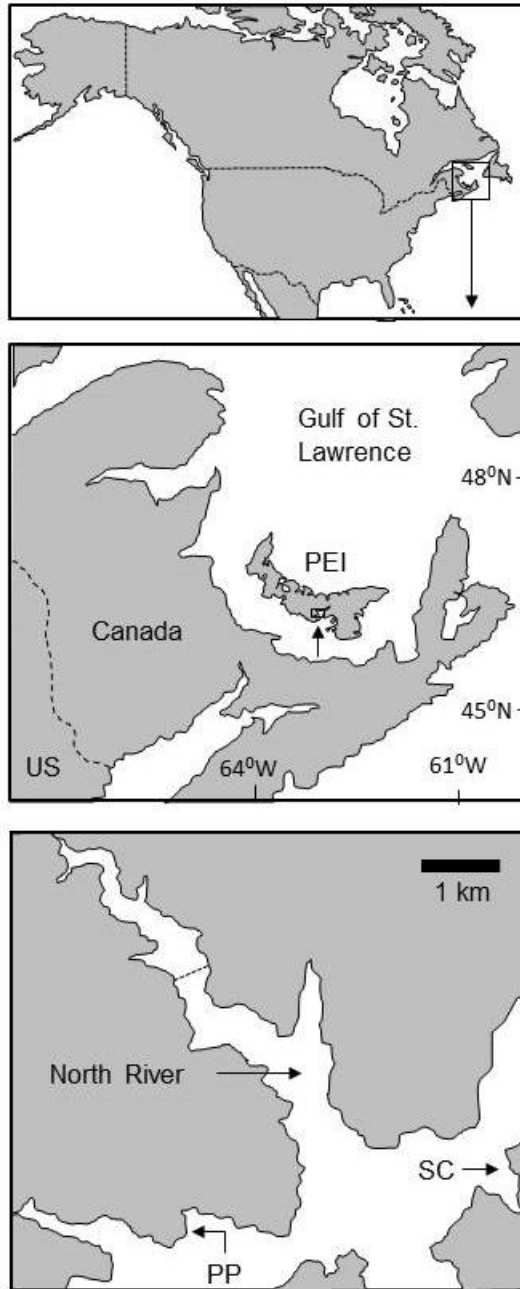 Gulf of St.
Lawrence
48⁰N
PEI
Canada
45⁰N
US
64⁰W
61⁰W
1 km
North River
SC
PP